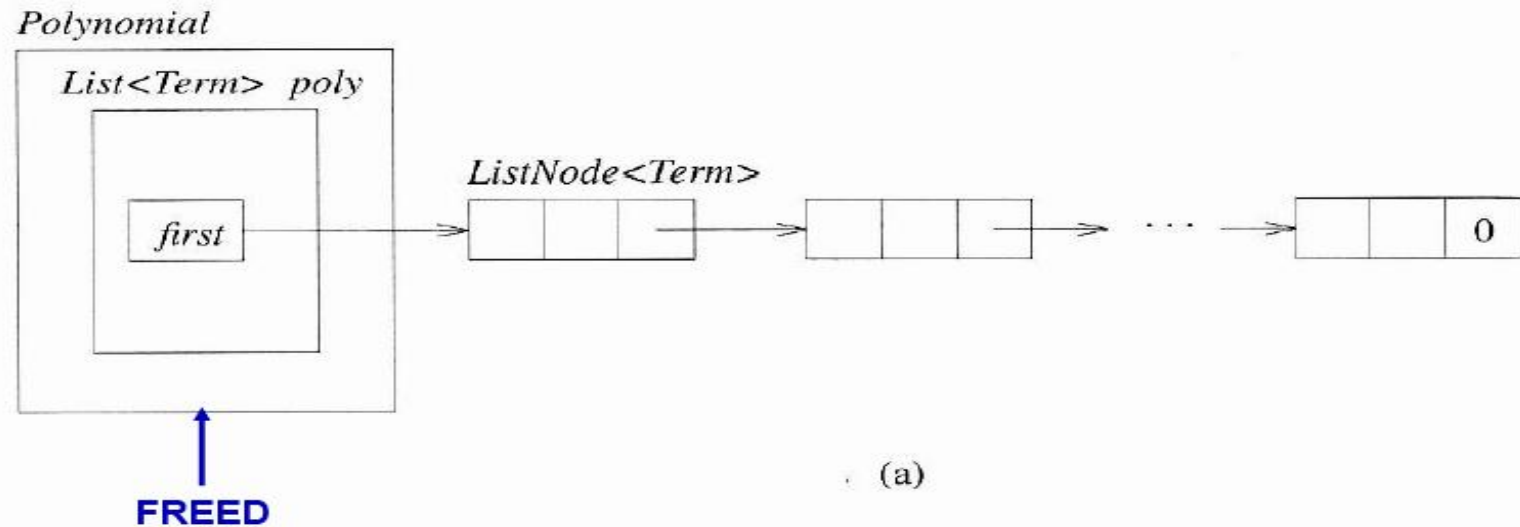 Polynomial
List<Term> poly
ListNode<Term>
first
. . .
0
(a)
FREED